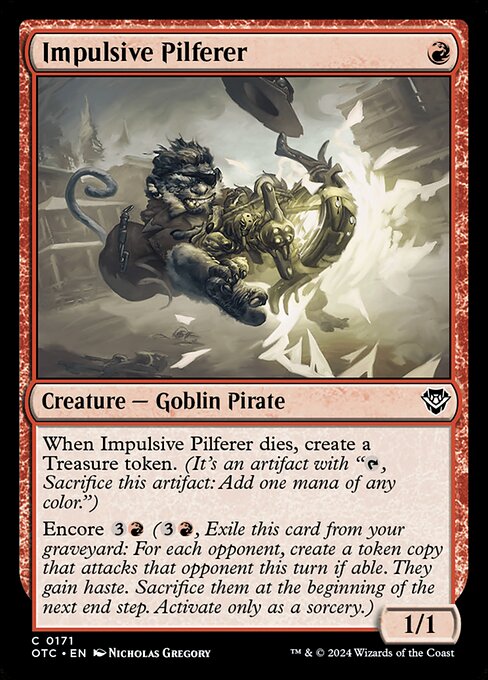 Impulsive Pilferer
Creature — Goblin Pirate
When Impulsive Pilferer dies, create a
Treasure token. (It's an artifact with “,
Sacrifice this artifact: Add one mana of any
color.”)
Encore 3 (3, Exile this card from your
graveyard: For each opponent, create a token copy
that attacks that opponent this turn if able. They
gain haste. Sacrifice them at the beginning of the
next end step. Activate only as a sorcery.)
1/1
C 0171
OTC • EN Nicholas Gregory
™ & © 2024 Wizards of the Coast